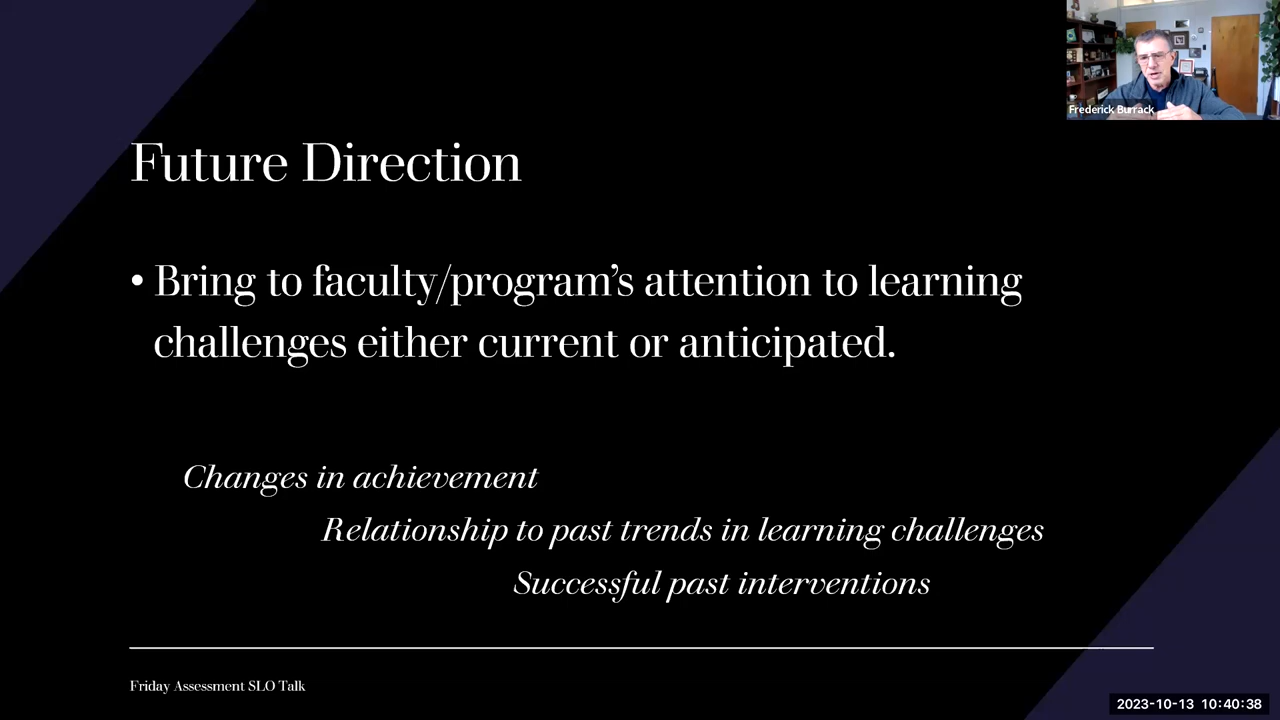 Frederick Burrack
Future Direction
• Bring to faculty/program’s attention to learning
challenges either current or anticipated.
Changes in achievement
Relationship to past trends in learning challenges
Successful past interventions
Friday Assessment SLO Talk
2023-10-13 10:40:38